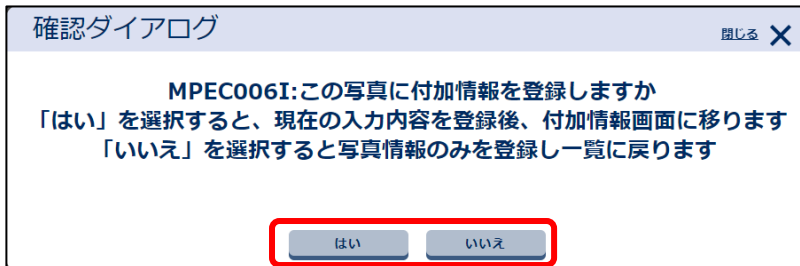 確認ダイアログ
閉じる
MPEC006I:この写真に付加情報を登録しますか
「はい」を選択すると、現在の入力内容を登録後、付加情報画面に移ります
「いいえ」を選択すると写真情報のみを登録し一覧に戻ります
はい いいえ